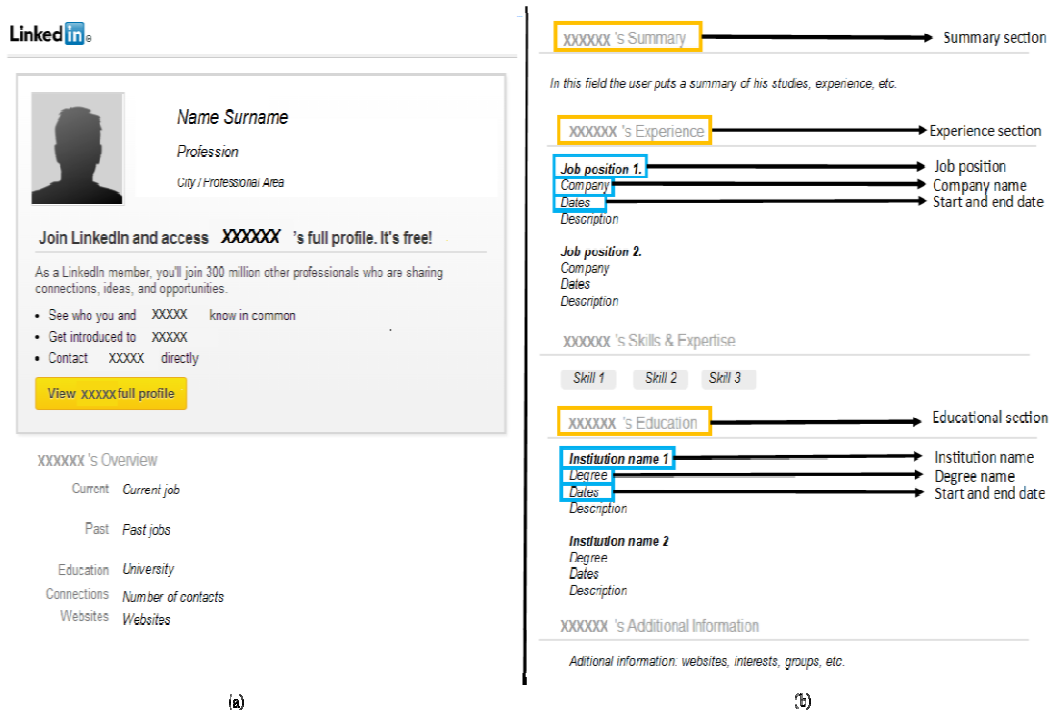 Linked in ®
Name Surname
Profession
City / Professional Area
Join LinkedIn and access XXXXXX 's full profile. It's free!
As a LinkedIn member, you'll join 300 million other professionals who are sharing
connections, ideas, and opportunities.
• See who you and XXXXX know in common
• Get introduced to XXXXX
• Contact XXXXX directly
View xxxxx full profile
XXXXXX 's Overview
Current Current job
Past Past jobs
Education University
Connections Number of contacts
Websites Websites
(a)
XXXXXX 's Summary Summary section
In this field the user puts a summary of his studies, experience, etc.
XXXXXX 's Experience Experience section
Job position 1. Job position
Company Company name
Dates Start and end date
Description
Job position 2.
Company
Dates
Description
XXXXXX 's Skills & Expertise
Skill 1 Skill 2 Skill 3
XXXXXX 's Education Educational section
Institution name 1 Institution name
Degree Degree name
Dates Start and end date
Description
Institution name 2
Degree
Dates
Description
XXXXXX 's Additional Information
Aditional information. websites, interests, groups, etc.
(b)